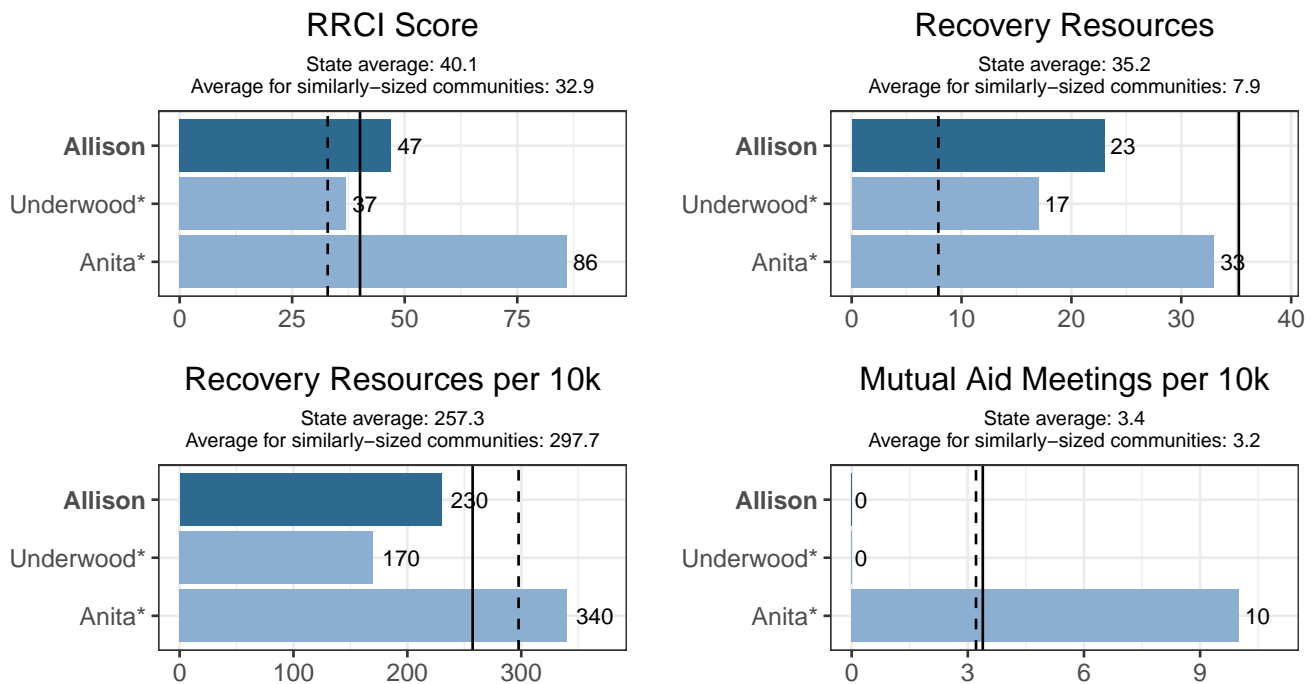 RRCI Score
State average: 40.1
Average for similarly−sized communities: 32.9
Allison
47
Underwood*
37
Anita*
86
0 25 50 75
Recovery Resources
State average: 35.2
Average for similarly−sized communities: 7.9
Allison
23
Underwood*
17
Anita*
33
0 10 20 30 40
Recovery Resources per 10k
State average: 257.3
Average for similarly−sized communities: 297.7
Allison
230
Underwood*
170
Anita*
340
0 100 200 300
Mutual Aid Meetings per 10k
State average: 3.4
Average for similarly−sized communities: 3.2
Allison
0
Underwood*
0
Anita*
10
0 3 6 9